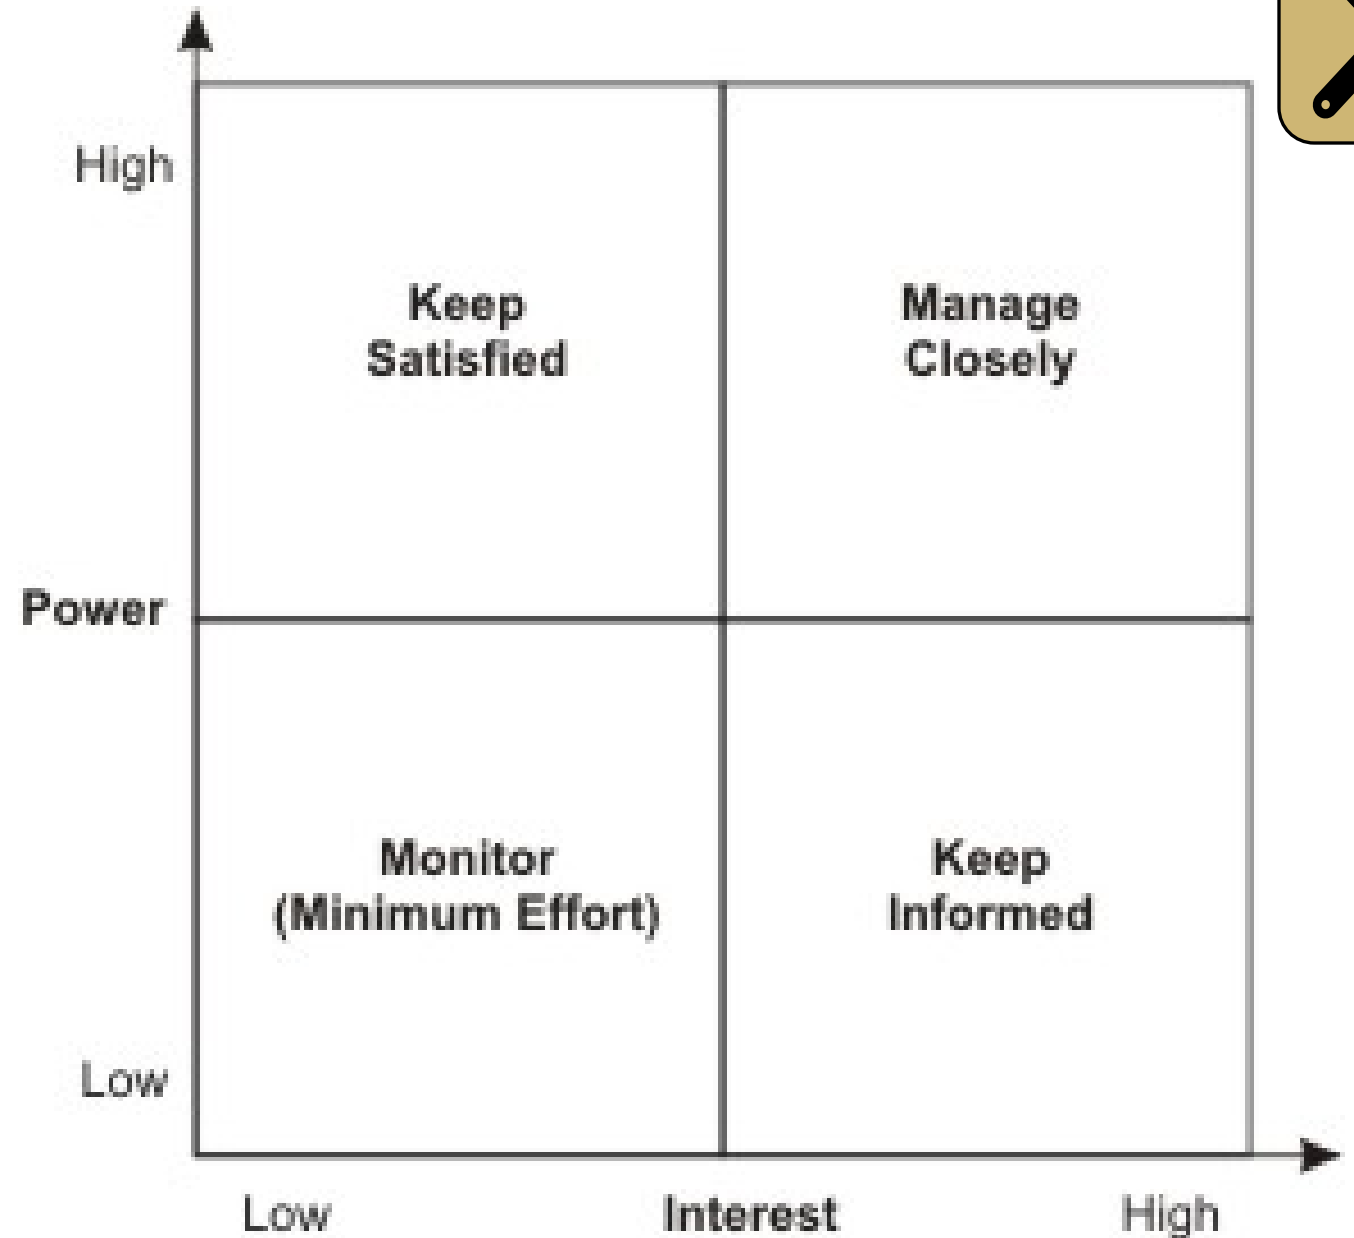 High
Keep
Satisfied
Manage
Closely
Power
Monitor
(Minimum Effort)
Keep
Informed
Low
Low
Interest
High